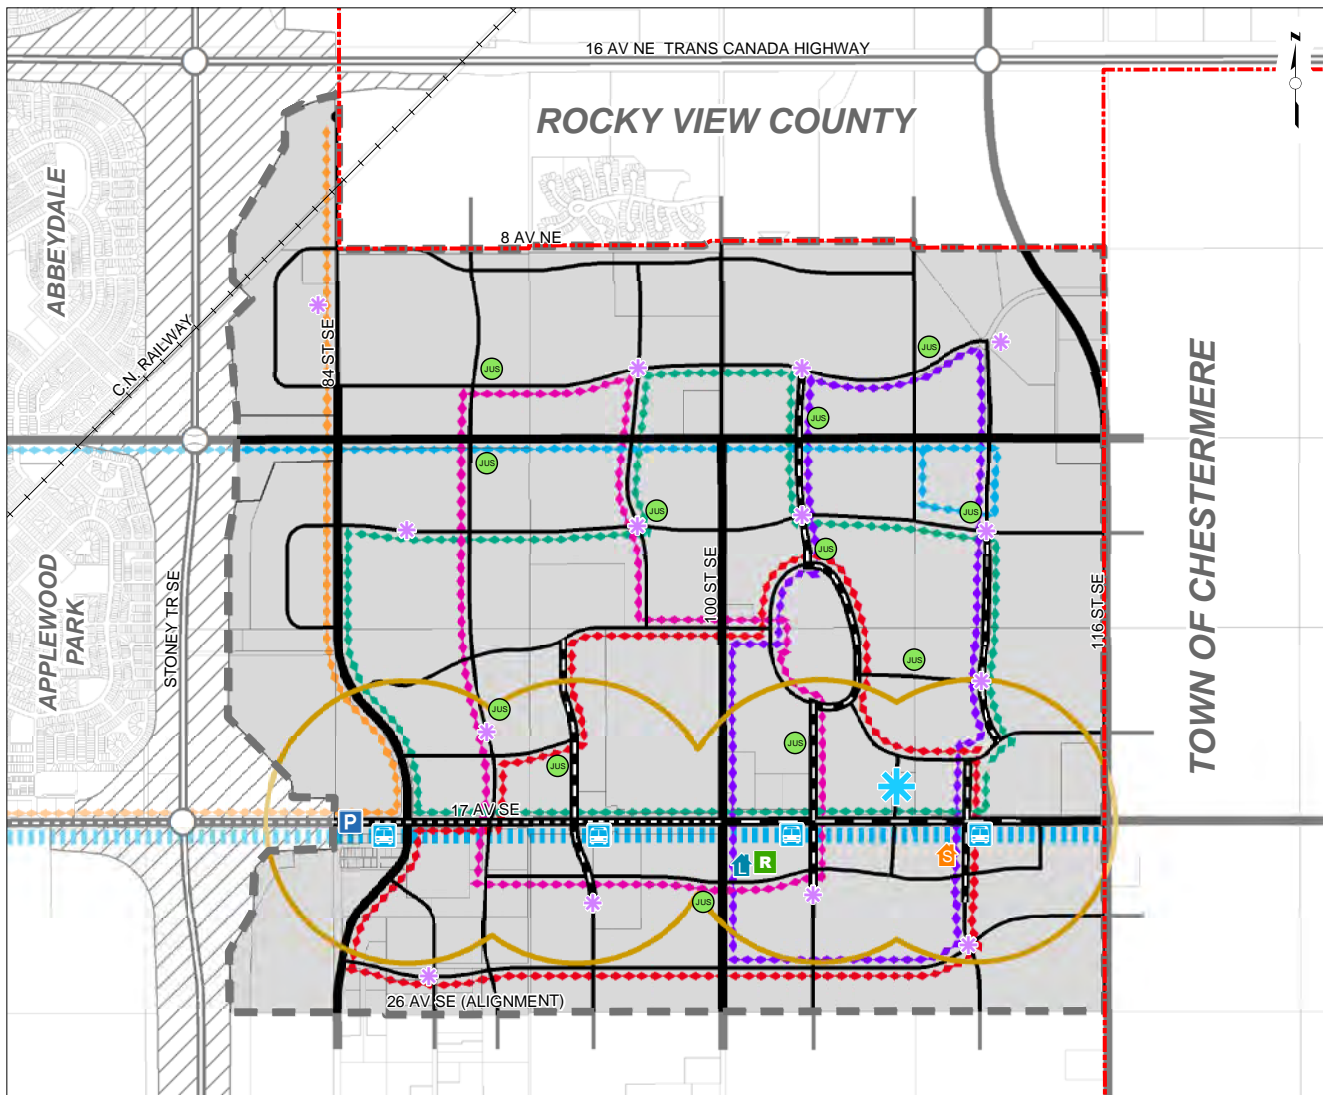 16 AV NE  TRANS CANADA HIGHWAY
z
ROCKY VIEW COUNTY
ABBEYDALE
8 AV NE
C.N. RAILWAY
84 ST SE
JUS
JUS
JUS
JUS
JUS
JUS
JUS
TOWN OF CHESTERMERE
APPLEWOOD
PARK
STONEY TR SE
100 ST SE
116 ST SE
JUS
JUS
JUS
JUS
17 AV SE
P
L
R
S
JUS
26 AV SE (ALIGNMENT)